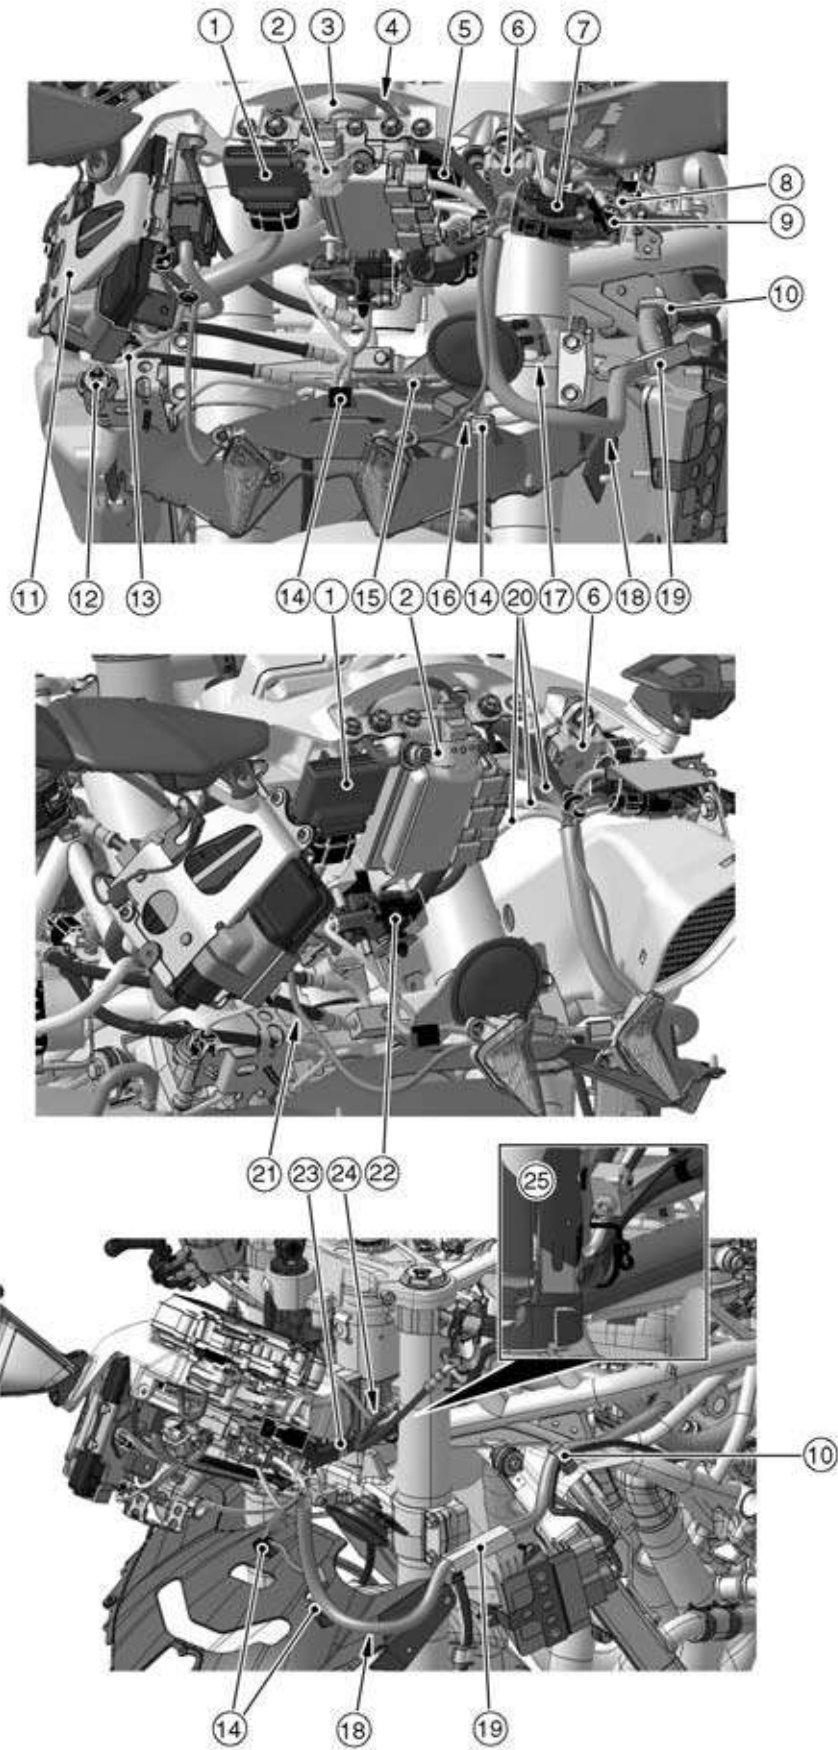 ① ② ③ ④ ⑤ ⑥ ⑦
⑧
⑨
⑩
⑪ ⑫ ⑬ ⑭ ⑮ ⑯ ⑭ ⑰ ⑱ ⑲
① ② ⑳ ⑥
㉑ ㉓ ㉔ ㉒
㉕
⑩
⑭ ⑱ ⑲